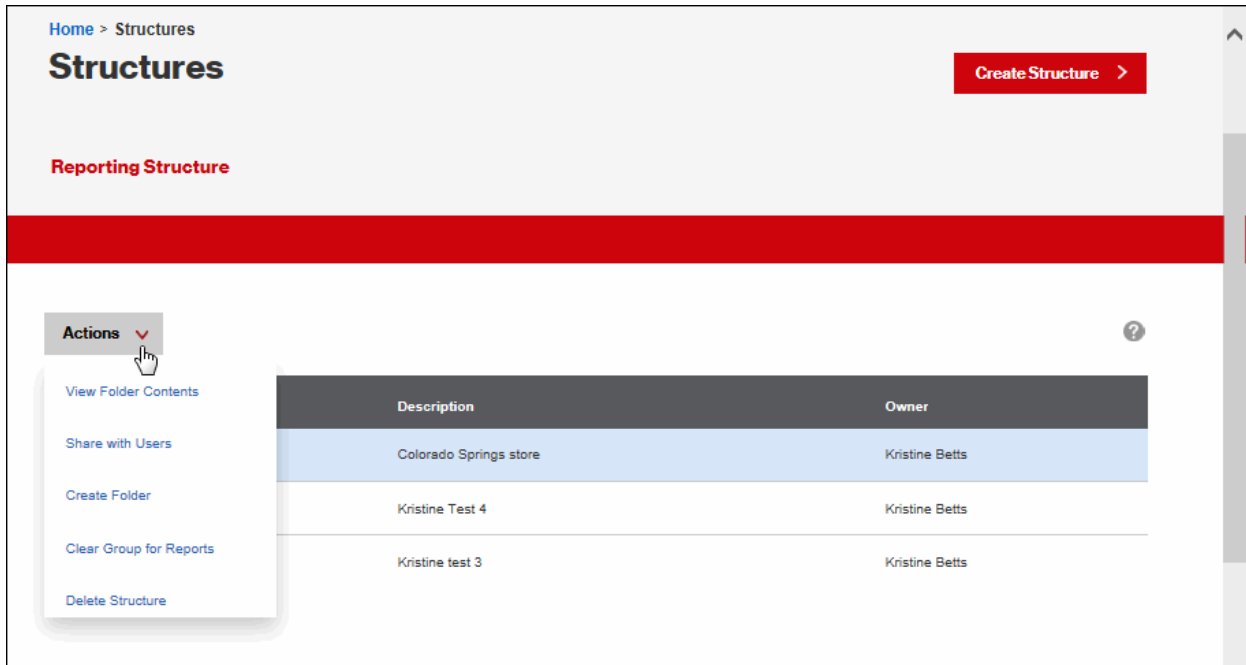 Home > Structures
Structures
Create Structure >
Reporting Structure
Actions
?
View Folder Contents
Share with Users
Create Folder
Clear Group for Reports
Delete Structure
Description Owner
Colorado Springs store Kristine Betts
Kristine Test 4 Kristine Betts
Kristine test 3 Kristine Betts